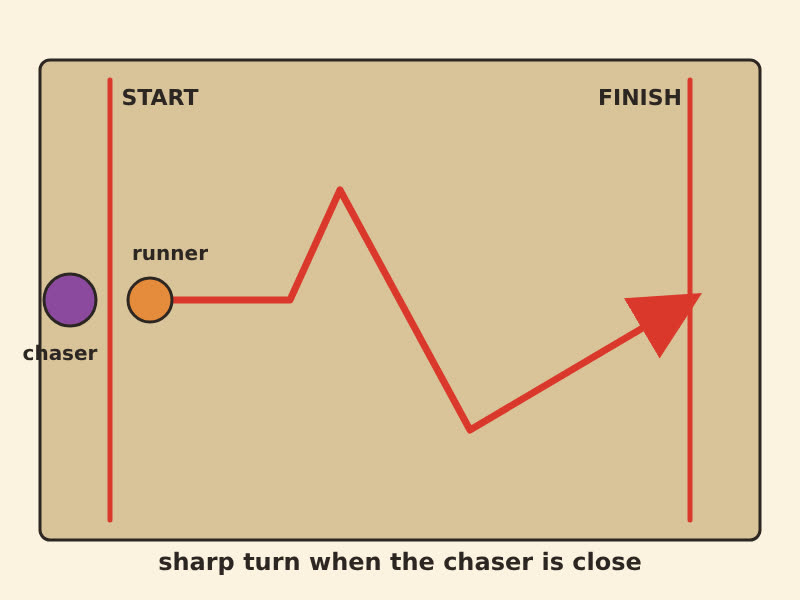 START
FINISH
runner
chaser
sharp turn when the chaser is close